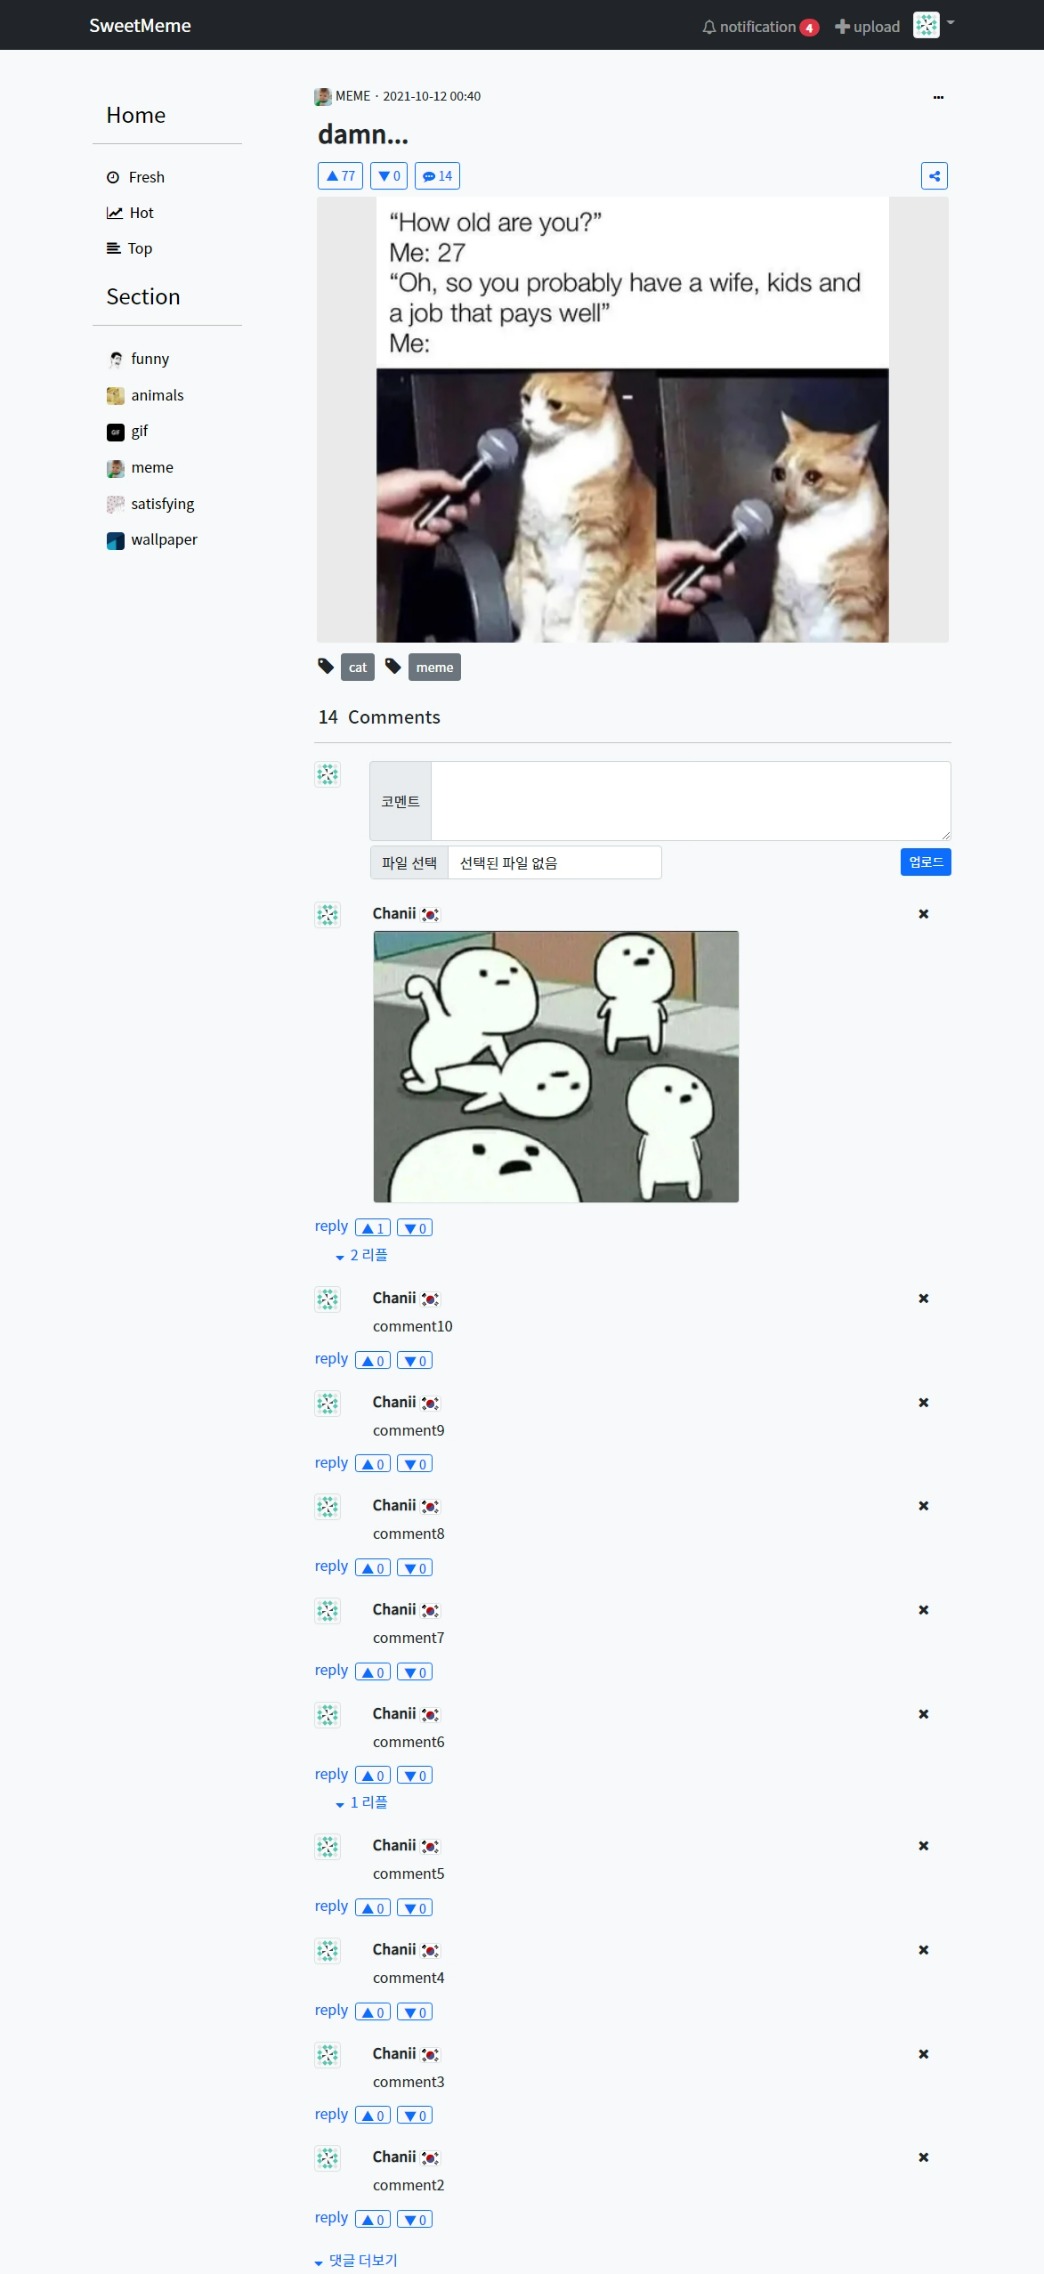 SweetMeme
notification 4 upload
Home
Fresh
Hot
Top
Section
funny
animals
GIF gif
meme
satisfying
wallpaper
MEME · 2021-10-12 00:40
damn...
77 0 14
“How old are you?”
Me: 27
“Oh, so you probably have a wife, kids and
a job that pays well”
Me:
cat meme
14 Comments
코멘트
파일 선택 선택된 파일 없음 업로드
Chanii
reply 1 0
2 리플
Chanii
comment10
reply 0 0
Chanii
comment9
reply 0 0
Chanii
comment8
reply 0 0
Chanii
comment7
reply 0 0
Chanii
comment6
reply 0 0
1 리플
Chanii
comment5
reply 0 0
Chanii
comment4
reply 0 0
Chanii
comment3
reply 0 0
Chanii
comment2
reply 0 0
댓글 더보기